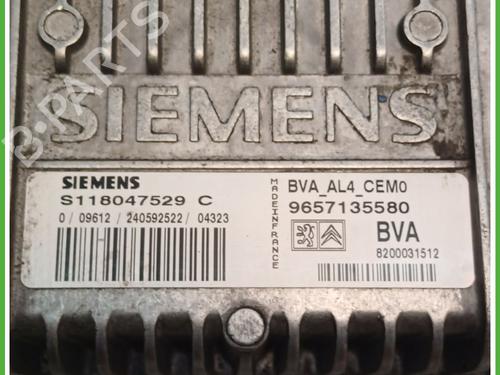 SIEMENS
B-PARTS
SIEMENS
S118047529 C
0 / 09612 / 240592522 / 04323
MADEINFRANCE
BVA_AL4_CEM0
9657135580
BVA
8200031512